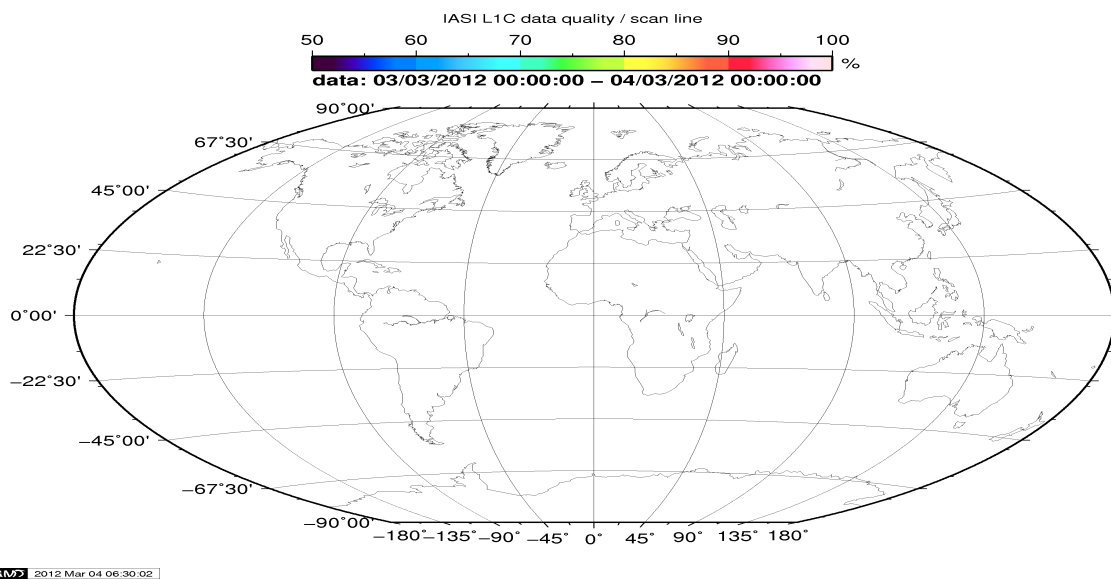 IASI L1C data quality / scan line
50 60 70 80 90 100
%
data: 03/03/2012 00:00:00 − 04/03/2012 00:00:00
90°00'
67°30'
45°00'
22°30'
0°00'
−22°30'
−45°00'
−67°30'
−90°00'
−180° −135° −90° −45° 0° 45° 90° 135° 180°
2012 Mar 04 06:30:02